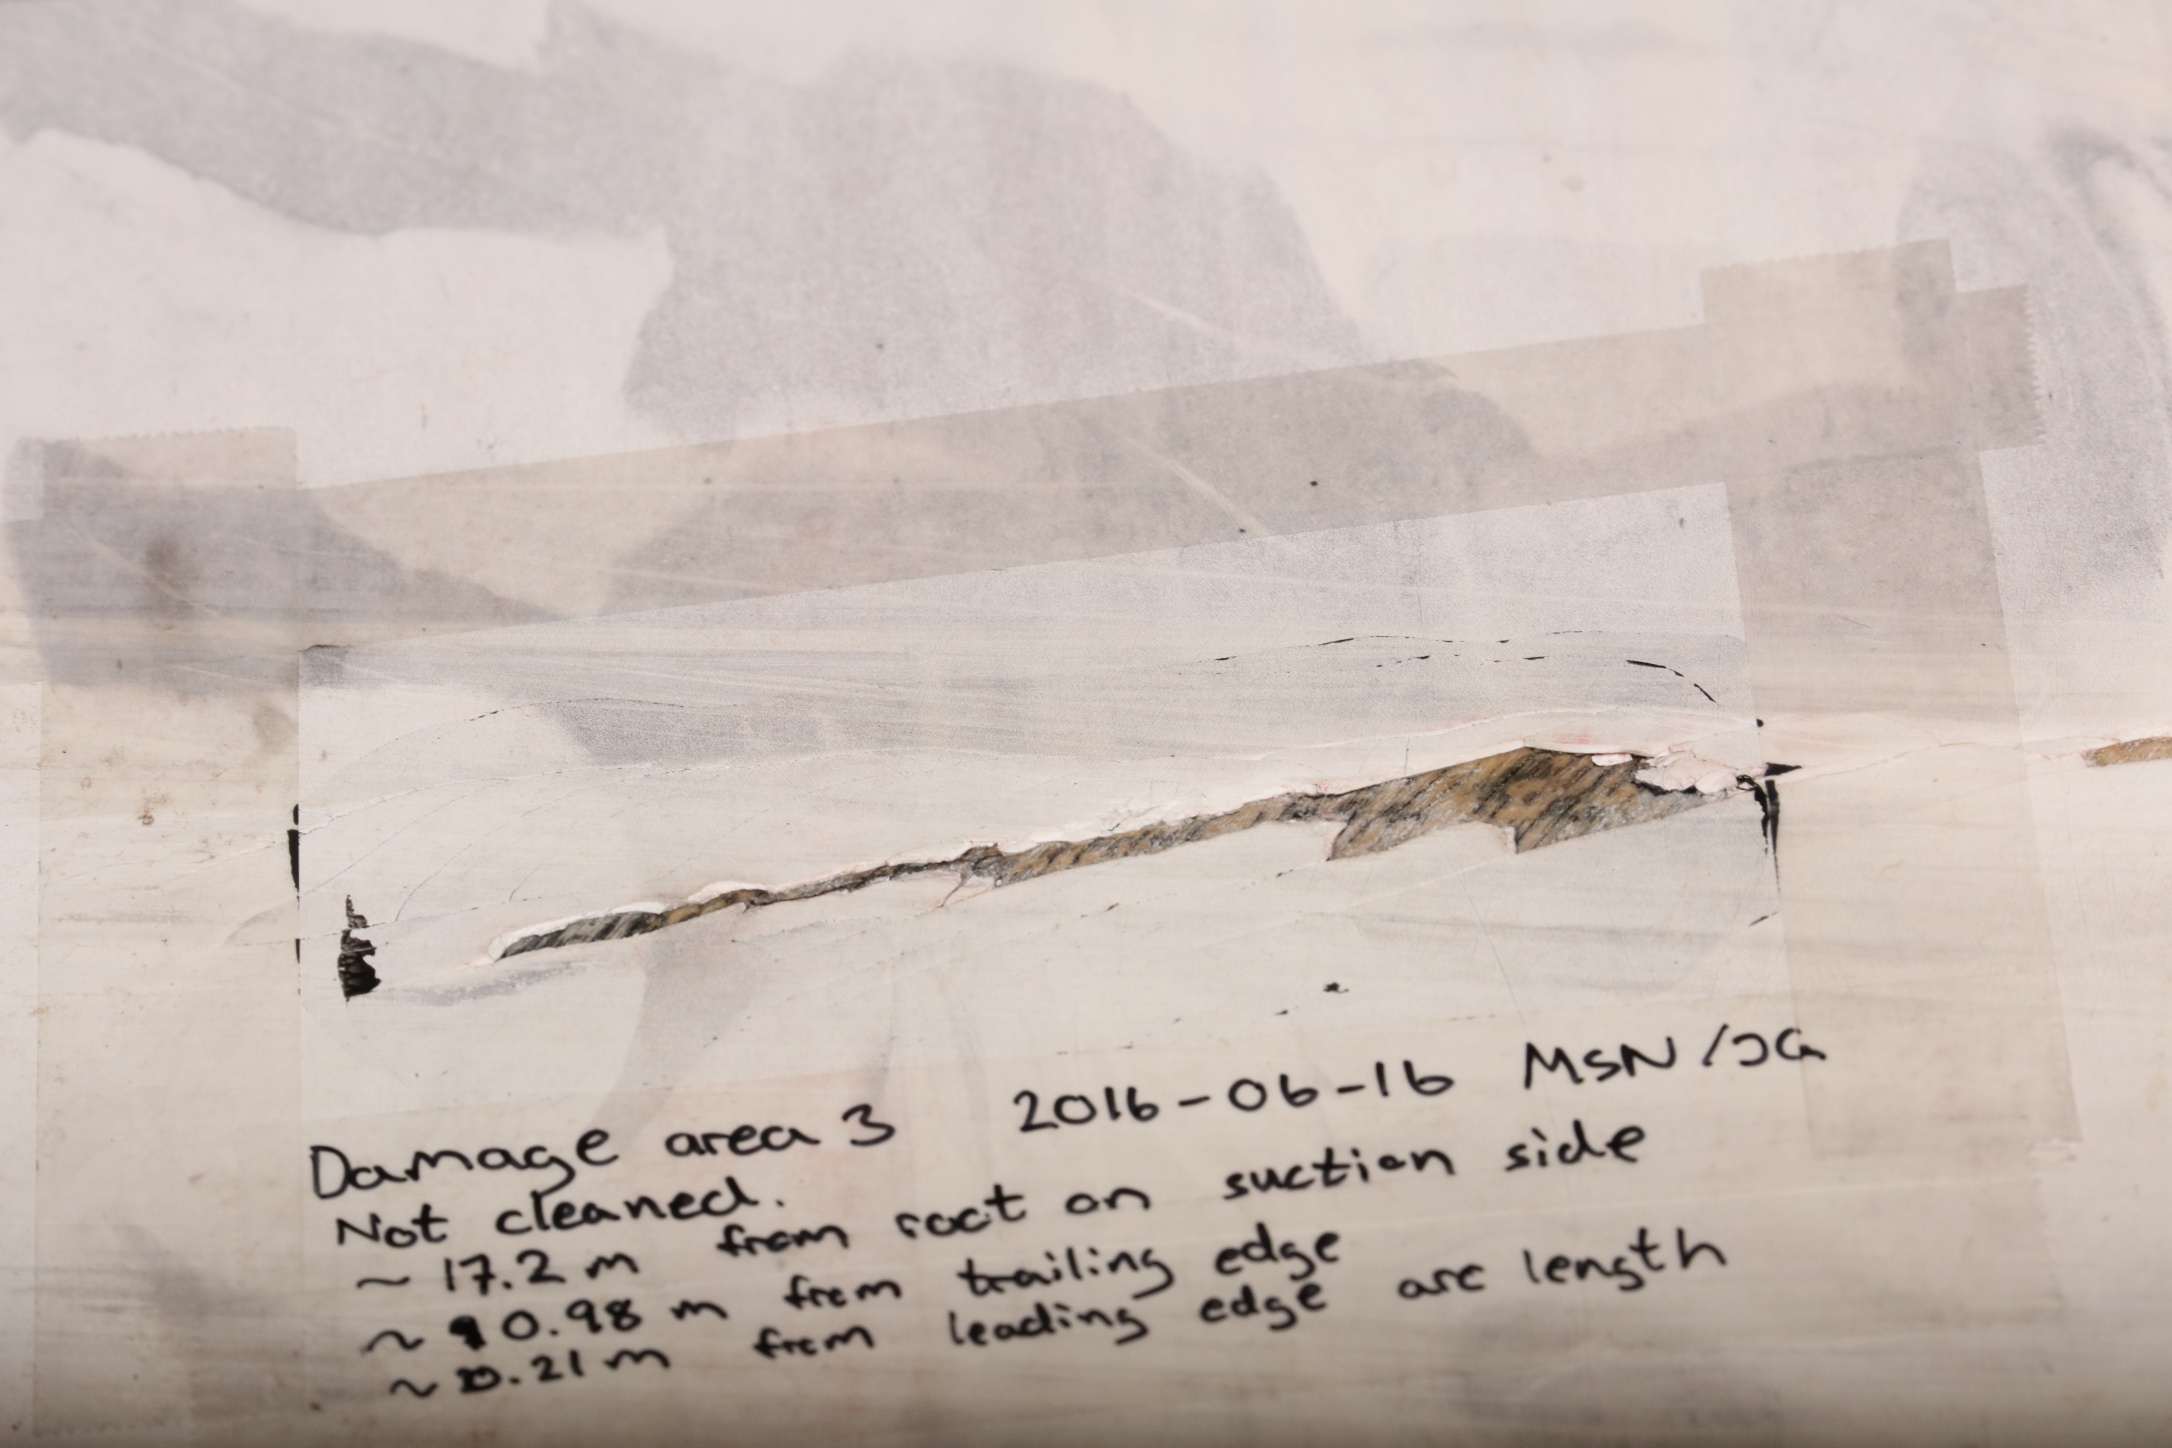 Damage area 3 2016-06-16 MSN/JG
Not cleaned.
~ 17.2 m from root on suction side
~ 0.98 m from trailing edge
~ 0.21 m from leading edge arc length